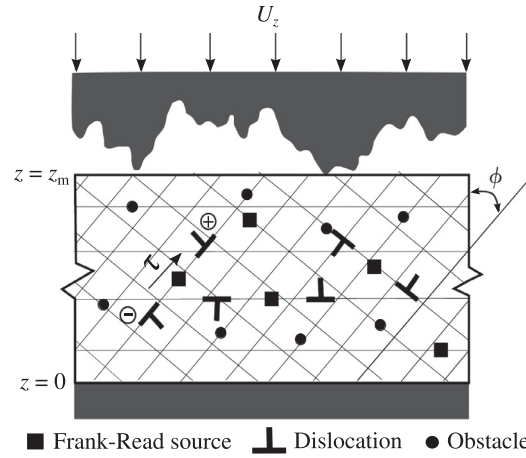 U_z
z = z_m
ϕ
⊕
τ
⊖
z = 0
Frank-Read source Dislocation Obstacle